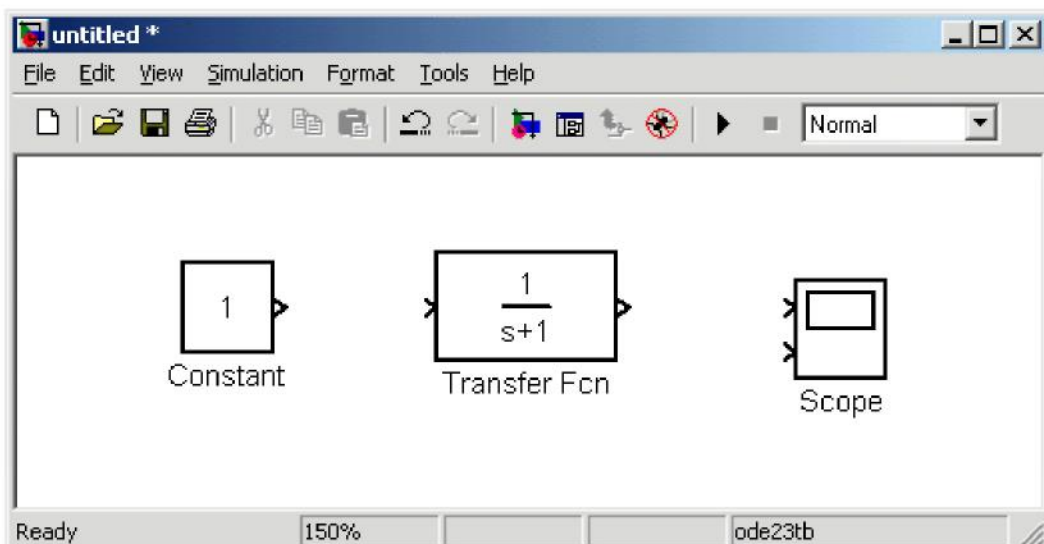 untitled *
File Edit View Simulation Format Tools Help
Normal
1
Constant
1
s+1
Transfer Fcn
Scope
Ready 150% ode23tb